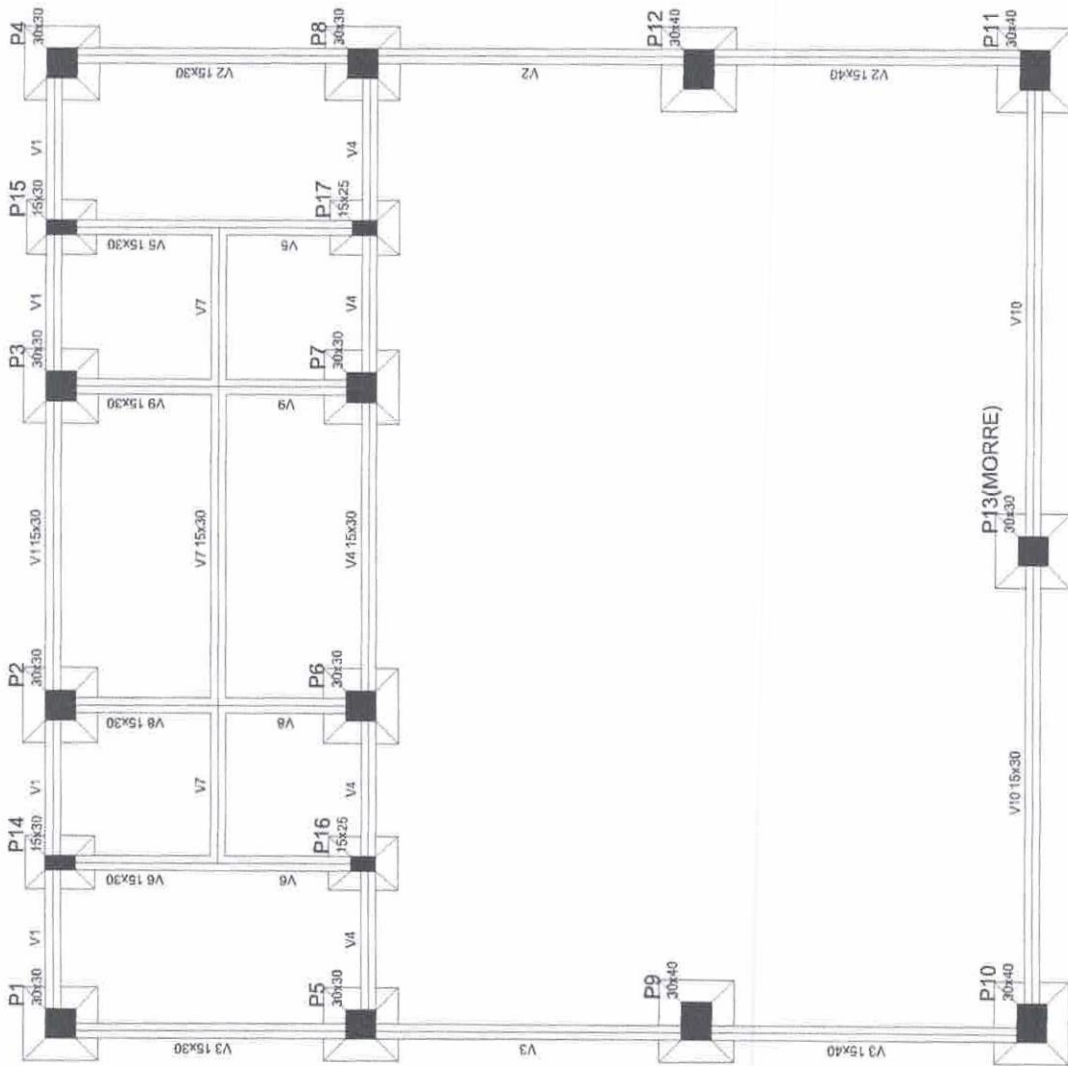 P1
30x30
V1
P14
15x30
V1
P2
30x30
V1 15x30
P3
30x30
V1
P15
15x30
V1
P4
30x30
V3 15x30
V6 15x30
V8 15x30
V9 15x30
V5 15x30
V2 15x30
V7
V7 15x30
V7
V6
V8
V9
V5
P5
30x30
V4
P16
15x25
V4
P6
30x30
V4 15x30
P7
30x30
V4
P17
15x25
V4
P8
30x30
V3
V2
P9
30x40
P12
30x40
V3 15x40
V2 15x40
P10
30x40
V10 15x30
P13(MORRE)
30x30
V10
P11
30x40